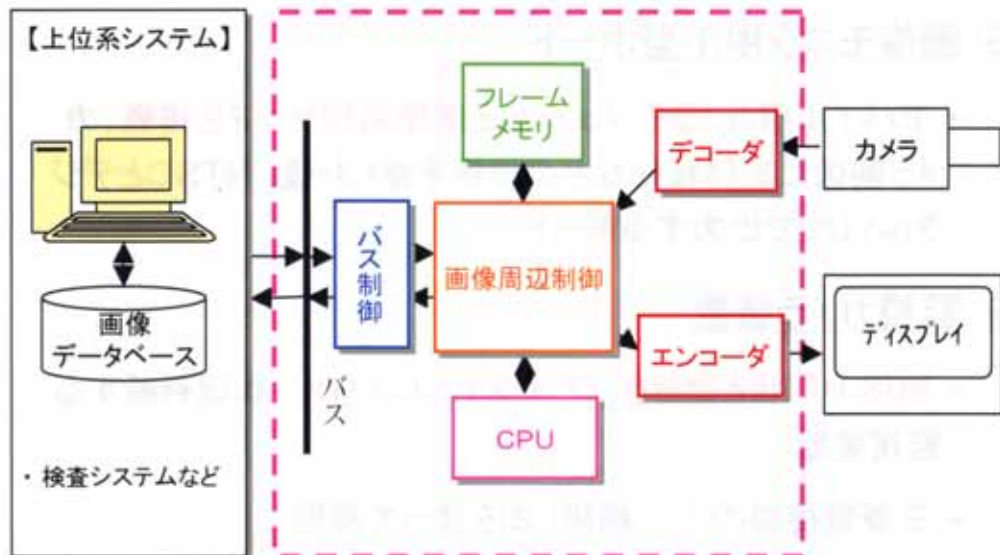 【上位系システム】
画像
データベース
・検査システムなど
バス
バス制御
フレーム
メモリ
画像周辺制御
CPU
デコーダ
エンコーダ
カメラ
ディスプレイ